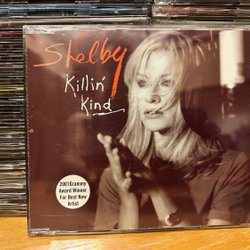 Shelby
Killin'
Kind
2001 Grammy
Award Winner
For Best New
Artist